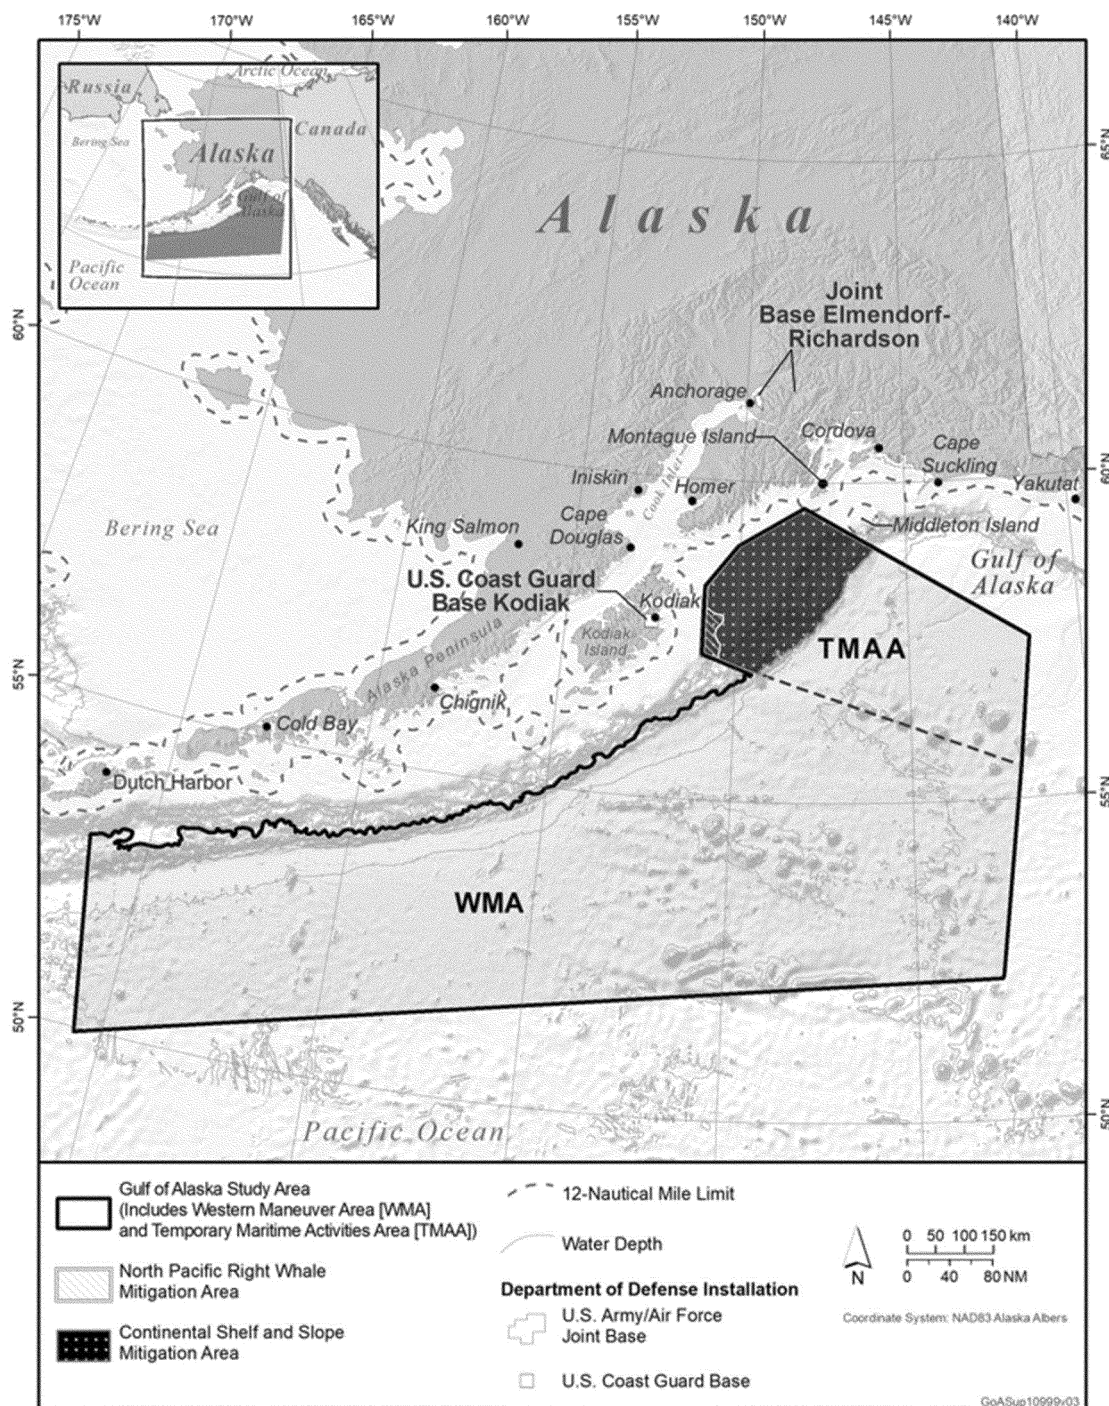 175°W 170°W 165°W 160°W 155°W 150°W 145°W 140°W
Arctic Ocean
Russia
Canada
Bering Sea
Alaska
Gulf of
Alaska
Pacific
Ocean
65°N
Alaska
60°N
Joint
Base Elmendorf-
Richardson
Anchorage
Montague Island
Cordova
Cape
Suckling
60°N
Iniskin
Cook Inlet
Homer
Yakutat
Bering Sea
King Salmon
Cape
Douglas
Middleton Island
Gulf of
Alaska
U.S. Coast Guard
Base Kodiak
Kodiak
Kodiak
Island
TMAA
55°N
Alaska Peninsula
Chignik
Cold Bay
Dutch Harbor
55°N
WMA
50°N
50°N
Pacific Ocean
Gulf of Alaska Study Area
(Includes Western Maneuver Area [WMA]
and Temporary Maritime Activities Area [TMAA])
North Pacific Right Whale
Mitigation Area
Continental Shelf and Slope
Mitigation Area
12-Nautical Mile Limit
Water Depth
Department of Defense Installation
U.S. Army/Air Force
Joint Base
U.S. Coast Guard Base
N
0 50 100 150 km
0 40 80 NM
Coordinate System: NAD83 Alaska Albers
GoASup10999v03